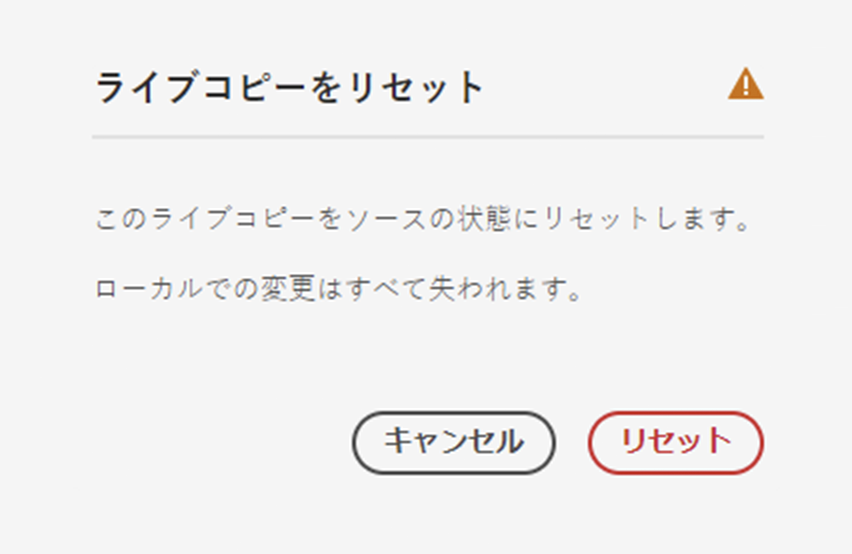 ライブコピーをリセット
このライブコピーをソースの状態にリセットします。
ローカルでの変更はすべて失われます。
キャンセル
リセット